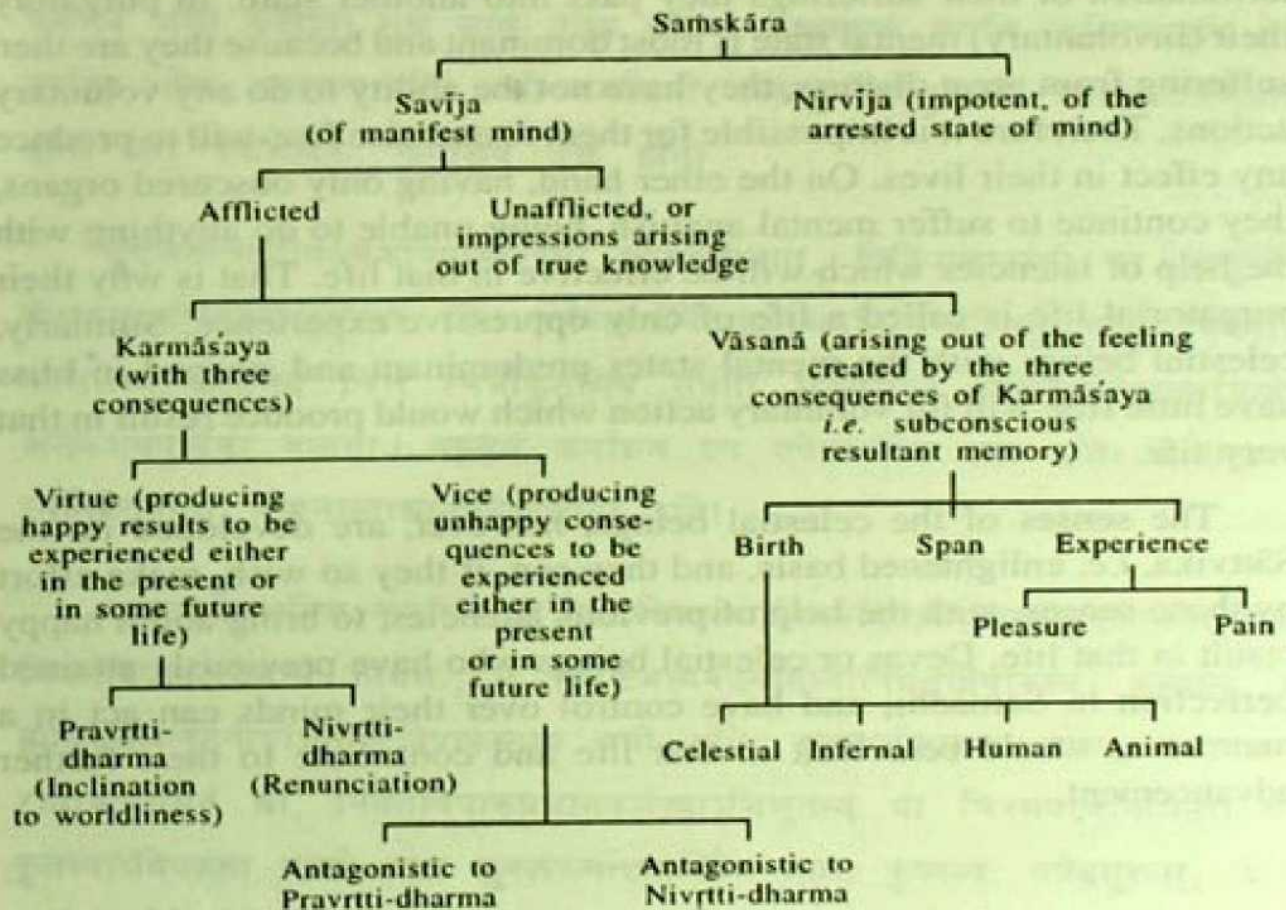 Saṁskāra
Savīja
(of manifest mind)
Nirvīja (impotent, of the
arrested state of mind)
Afflicted
Unafflicted, or
impressions arising
out of true knowledge
Karmāśaya
(with three
consequences)
Vāsanā (arising out of the feeling
created by the three
consequences of Karmāśaya
i.e. subconscious
resultant memory)
Virtue (producing
happy results to be
experienced either
in the present or
in some future
life)
Vice (producing
unhappy conse-
quences to be
experienced
either in the
present
or in some
future life)
Birth
Span
Experience
Pleasure
Pain
Pravṛtti-
dharma
(Inclination
to worldliness)
Nivṛtti-
dharma
(Renunciation)
Celestial
Infernal
Human
Animal
Antagonistic to
Pravṛtti-dharma
Antagonistic to
Nivṛtti-dharma